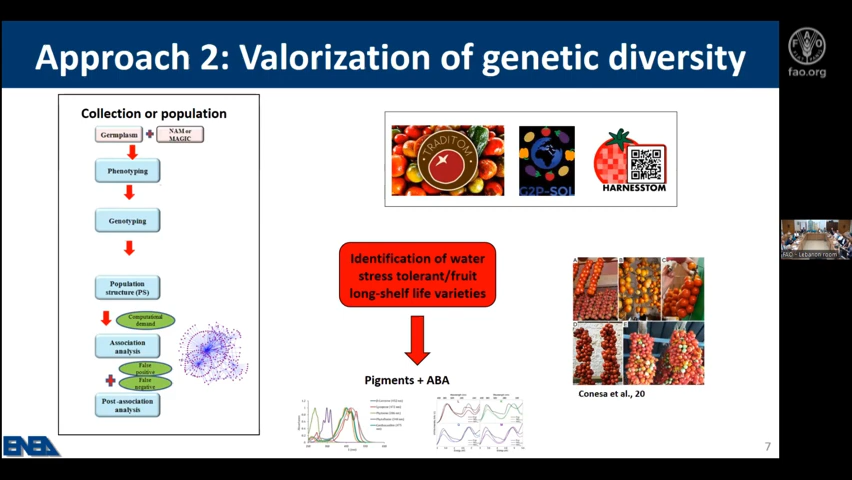 Approach 2: Valorization of genetic diversity
FAO
fao.org
Collection or population
Germplasm
NAM or
MAGIC
Phenotyping
Genotyping
Population
structure (PS)
Computational
demand
Association
analysis
False
positive
False
negative
Post-association
analysis
TRADITOM
G2P-SOL
HARNESSTOM
Identification of water
stress tolerant/fruit
long-shelf life varieties
Pigments + ABA
A
B
C
D
E
Conesa et al., 20
FAO - Lebanon room
ENEA
7